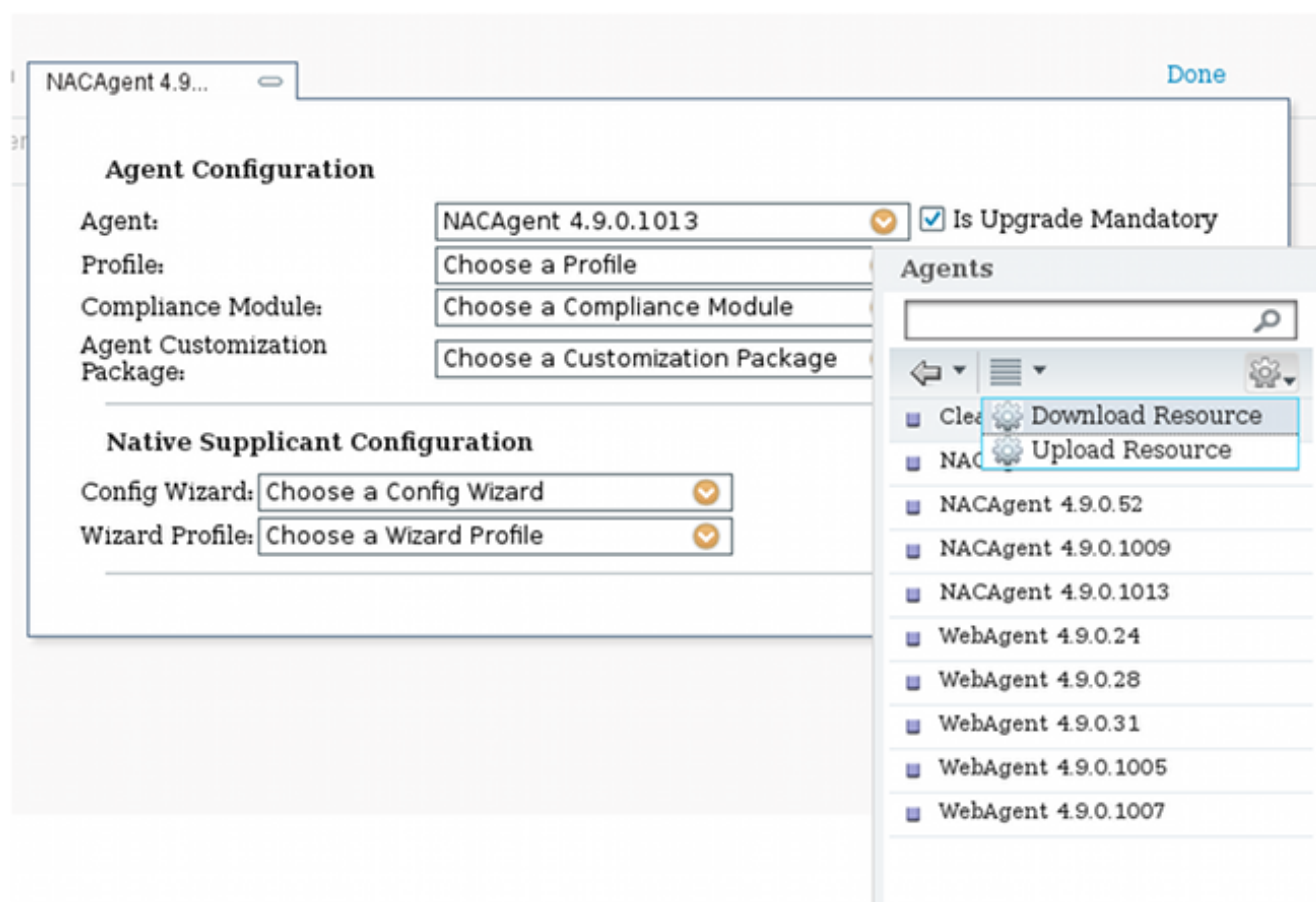 NACAgent 4.9...
Done
Agent Configuration
Agent: NACAgent 4.9.0.1013 Is Upgrade Mandatory
Profile: Choose a Profile
Compliance Module: Choose a Compliance Module
Agent Customization
Package: Choose a Customization Package
Native Supplicant Configuration
Config Wizard: Choose a Config Wizard
Wizard Profile: Choose a Wizard Profile
Agents
Download Resource
Upload Resource
NACAgent 4.9.0.52
NACAgent 4.9.0.1009
NACAgent 4.9.0.1013
WebAgent 4.9.0.24
WebAgent 4.9.0.28
WebAgent 4.9.0.31
WebAgent 4.9.0.1005
WebAgent 4.9.0.1007